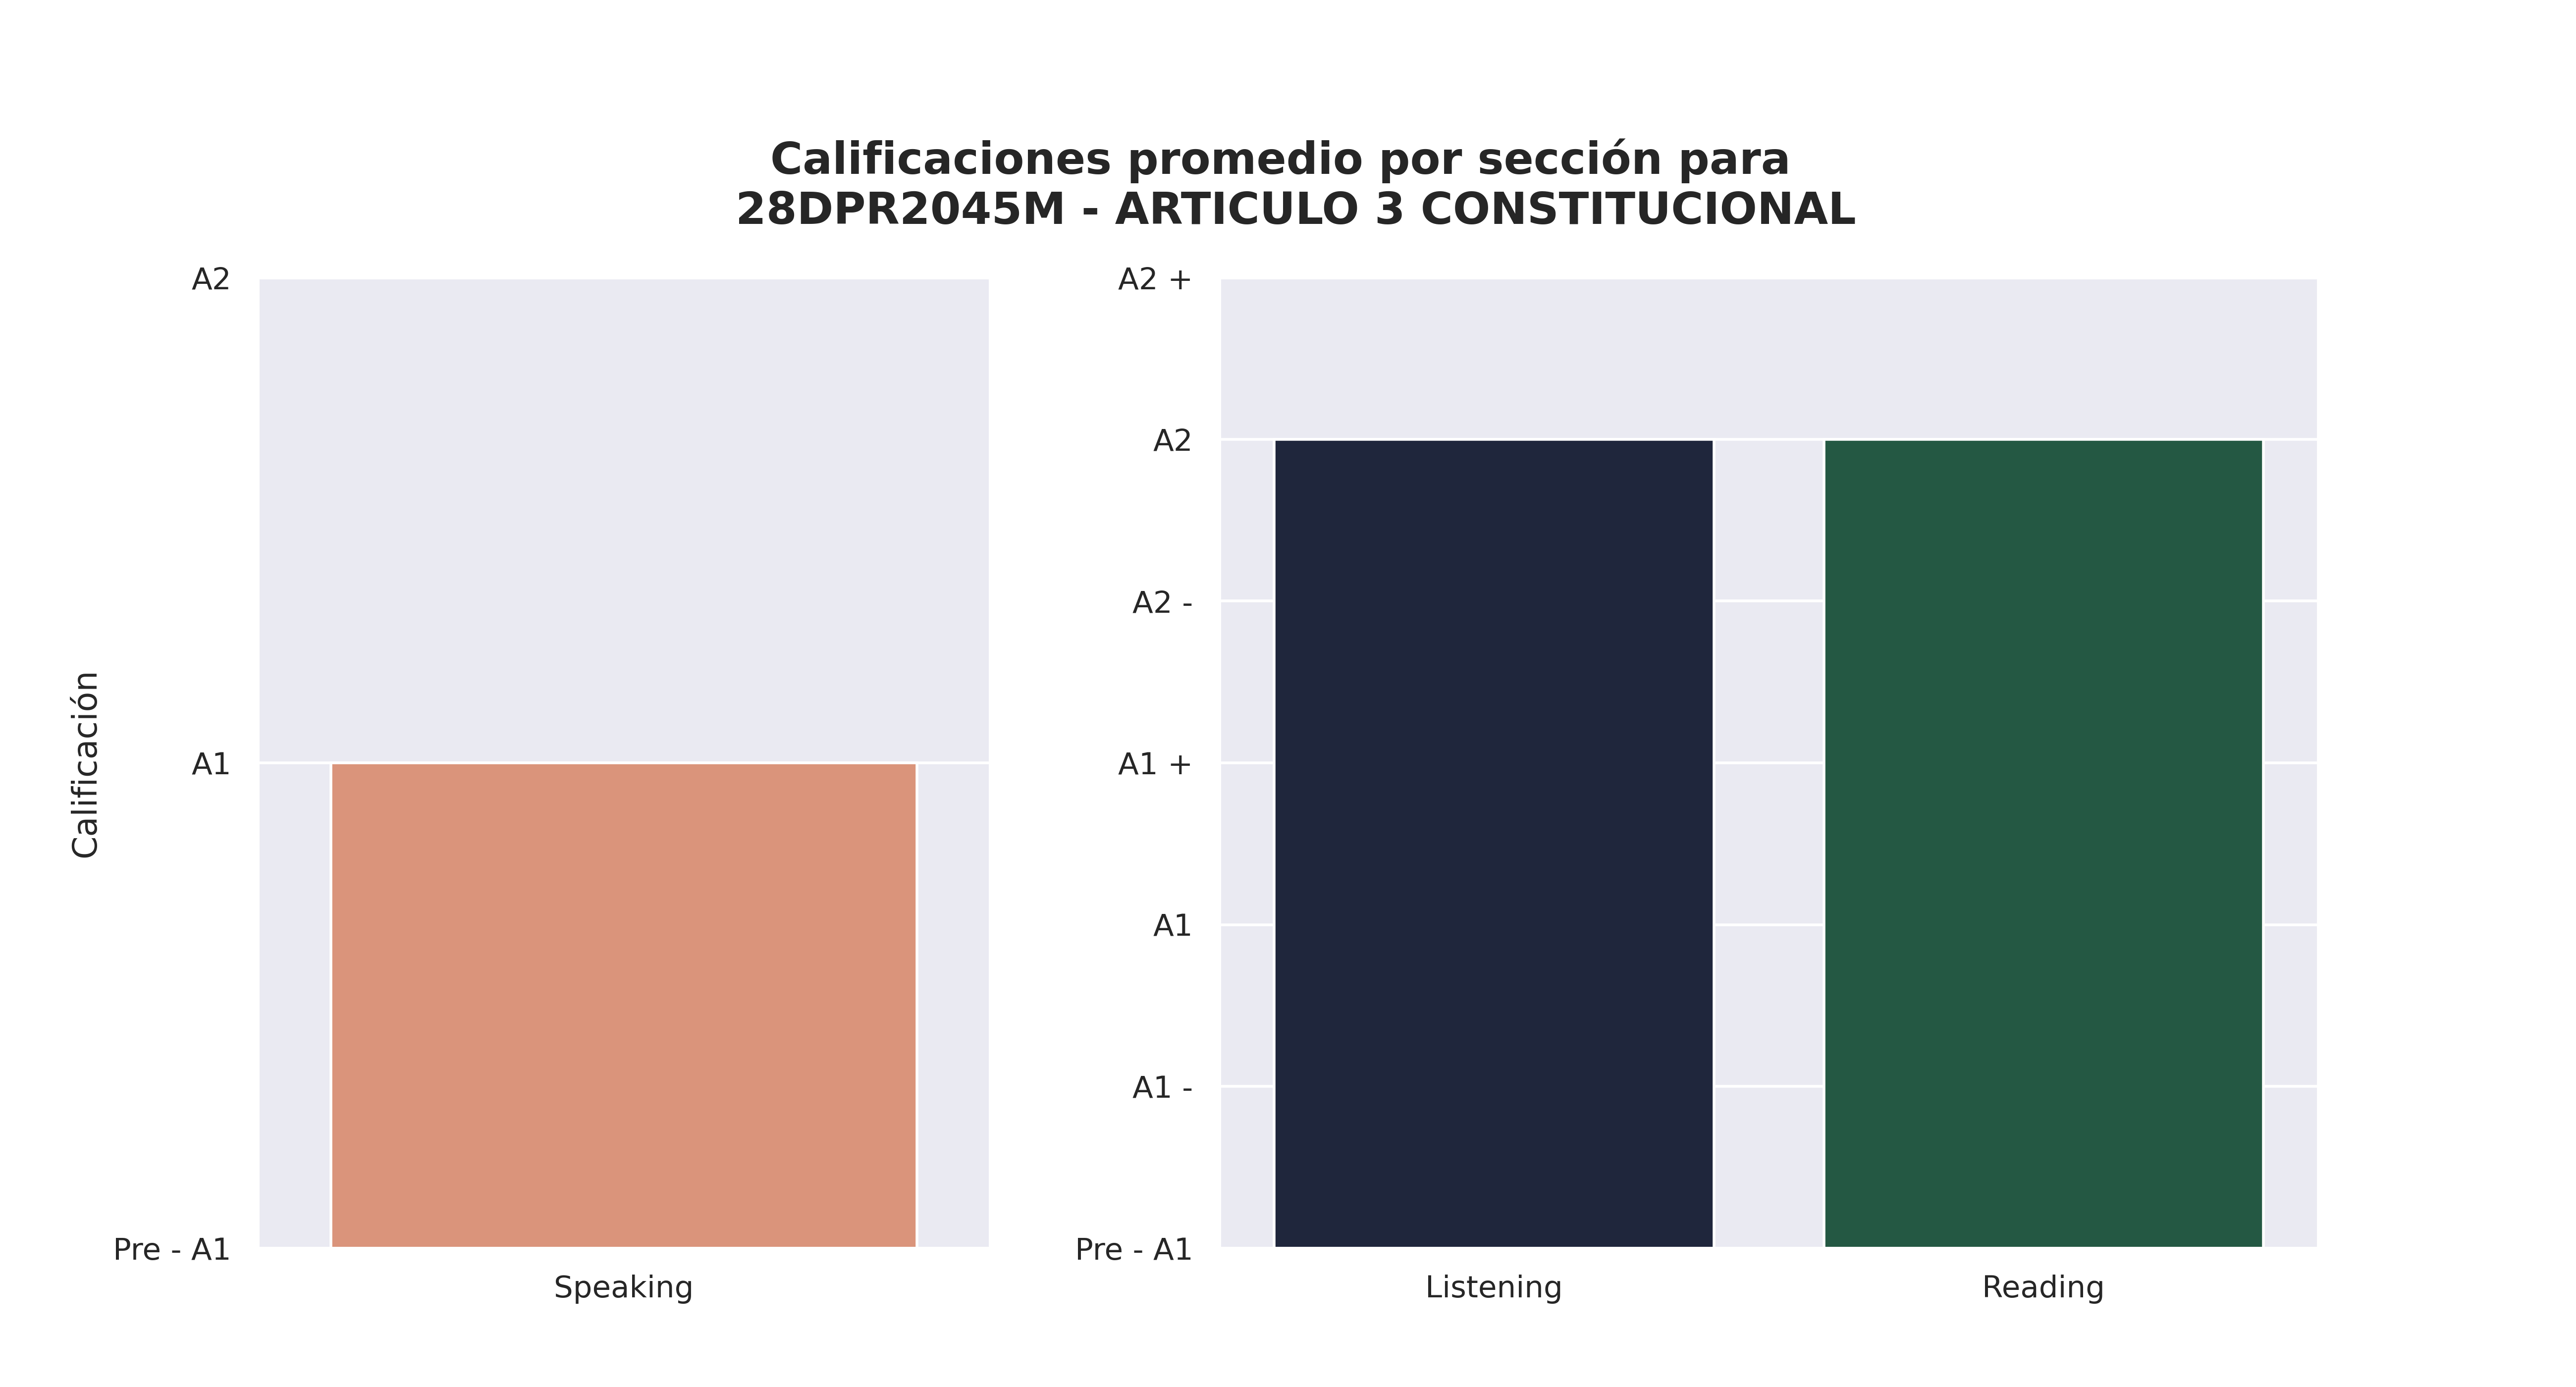 Calificaciones promedio por sección para
28DPR2045M - ARTICULO 3 CONSTITUCIONAL
Calificación
A2
A1
Pre - A1
Speaking
A2 +
A2
A2 -
A1 +
A1
A1 -
Pre - A1
Listening
Reading